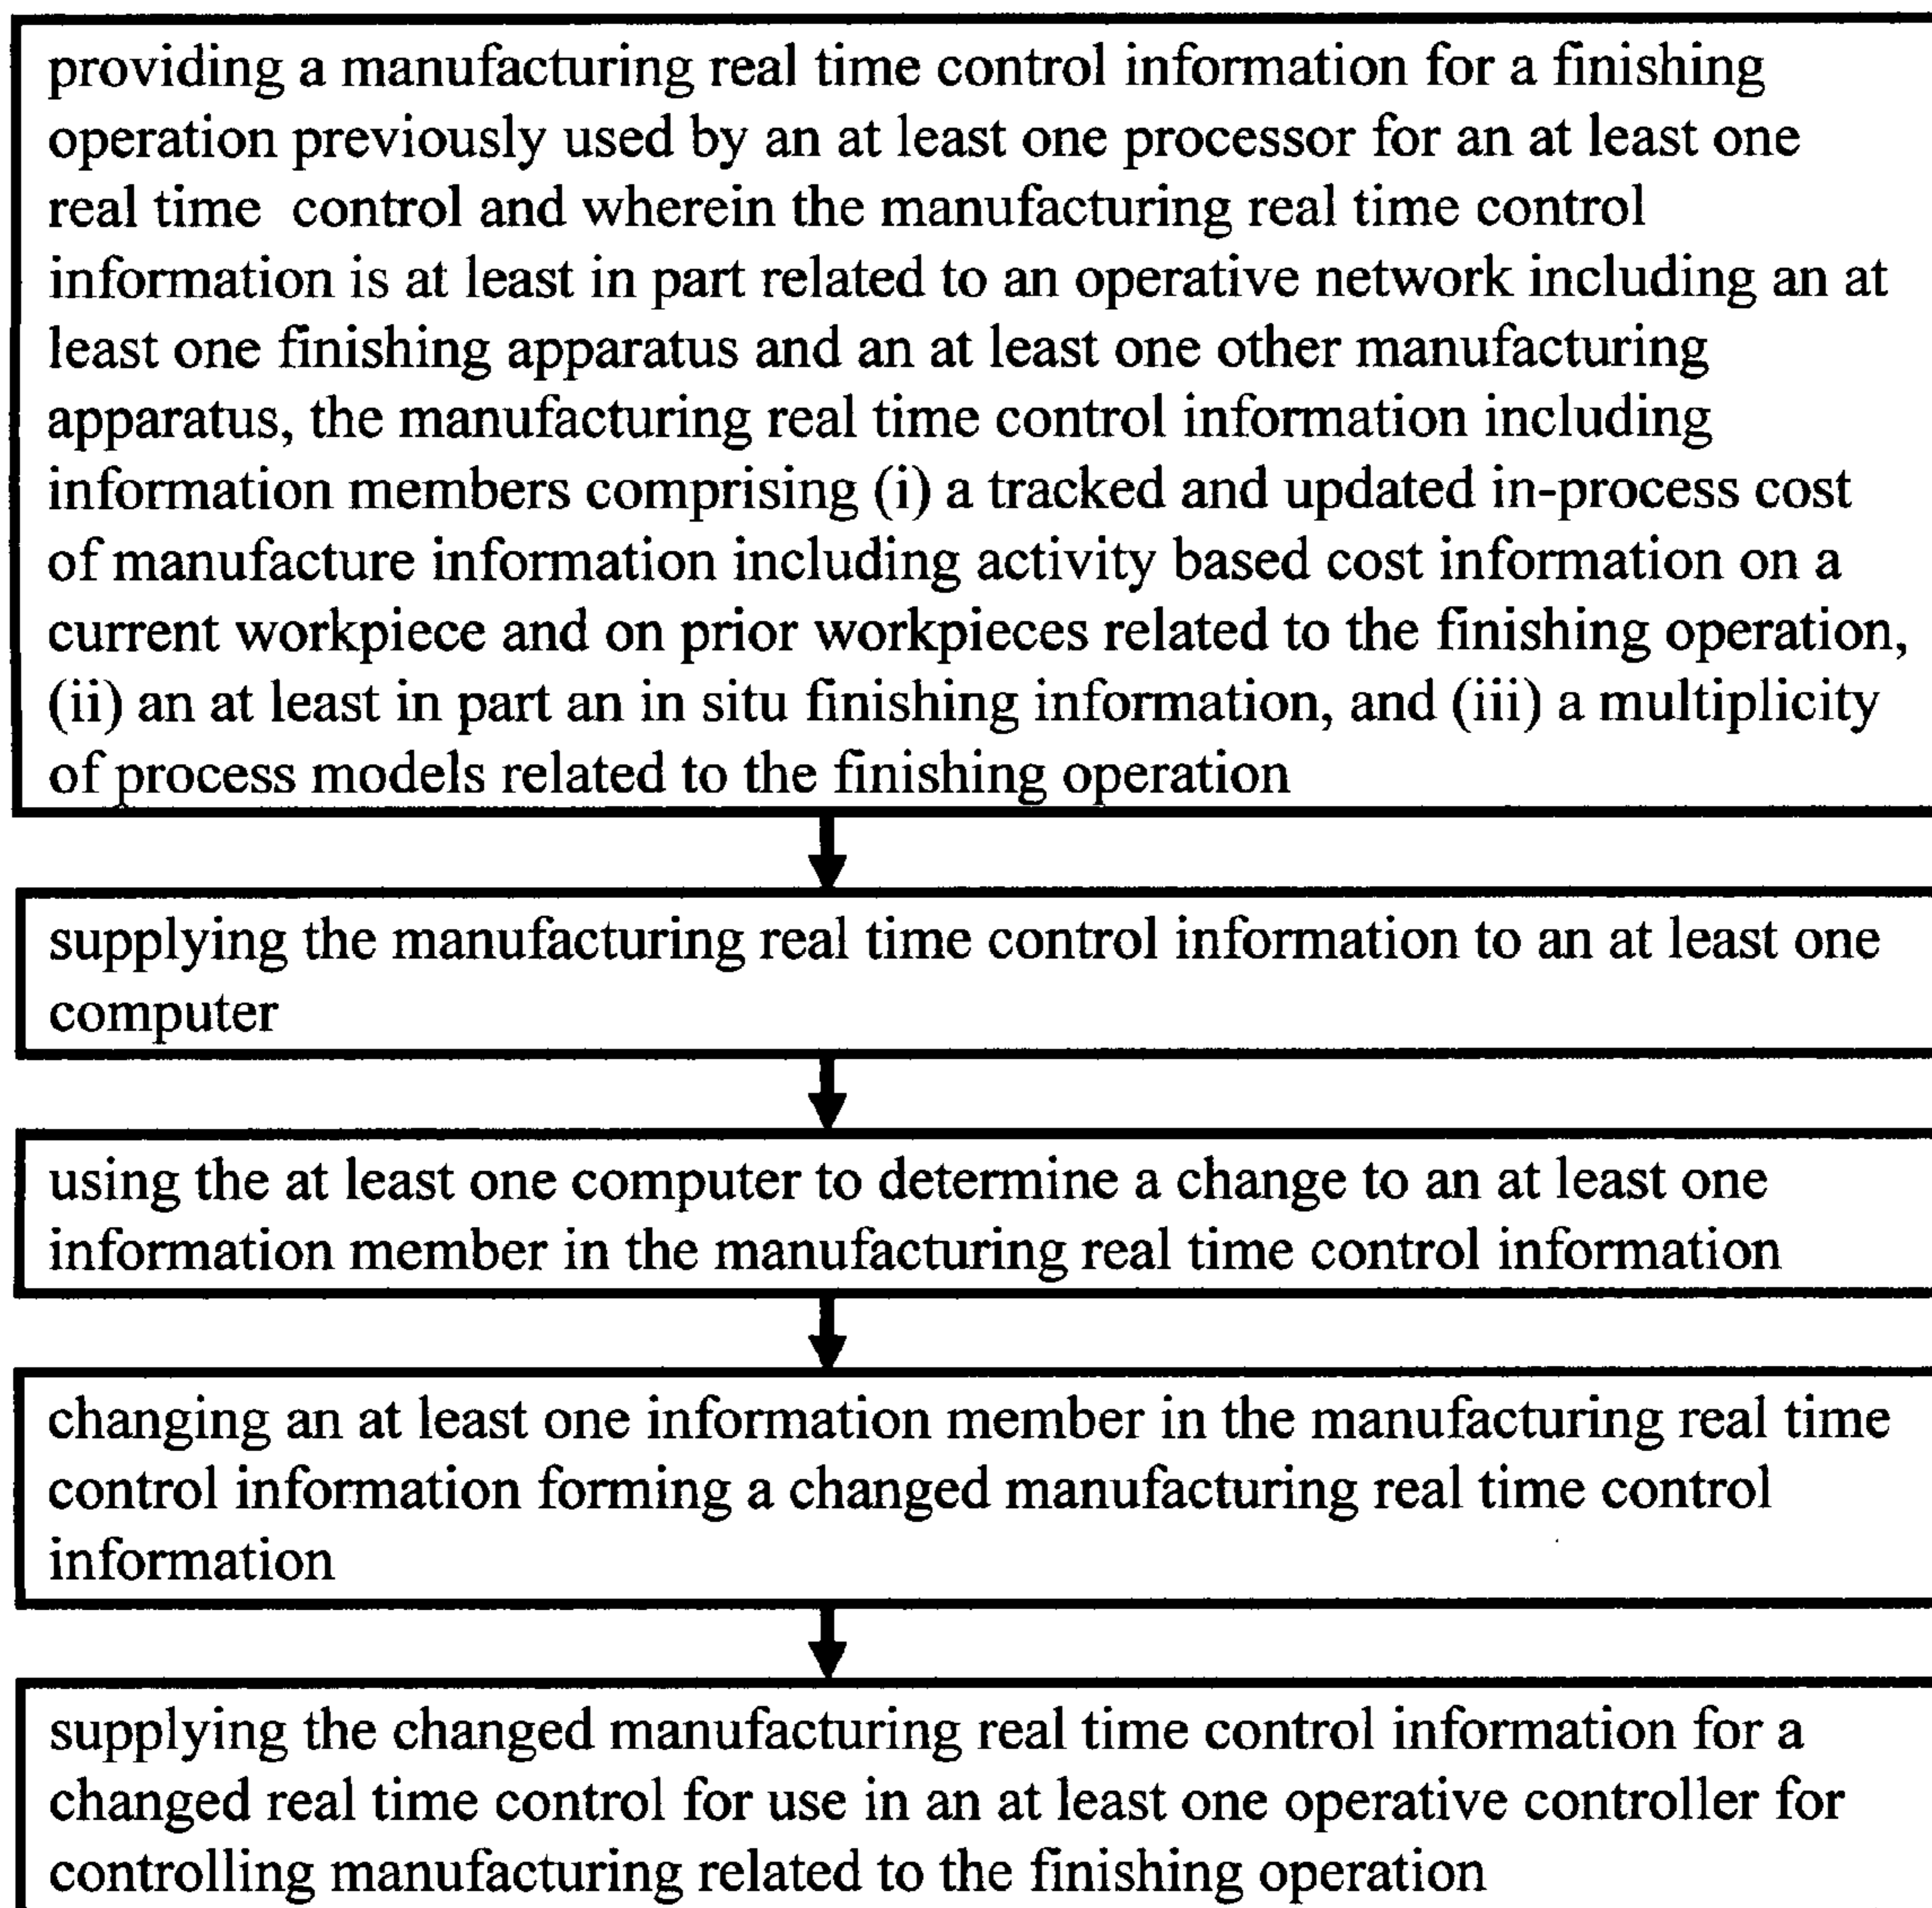 providing a manufacturing real time control information for a finishing
operation previously used by an at least one processor for an at least one
real time control and wherein the manufacturing real time control
information is at least in part related to an operative network including an at
least one finishing apparatus and an at least one other manufacturing
apparatus, the manufacturing real time control information including
information members comprising (i) a tracked and updated in-process cost
of manufacture information including activity based cost information on a
current workpiece and on prior workpieces related to the finishing operation,
(ii) an at least in part an in situ finishing information, and (iii) a multiplicity
of process models related to the finishing operation
supplying the manufacturing real time control information to an at least one
computer
using the at least one computer to determine a change to an at least one
information member in the manufacturing real time control information
changing an at least one information member in the manufacturing real time
control information forming a changed manufacturing real time control
information
supplying the changed manufacturing real time control information for a
changed real time control for use in an at least one operative controller for
controlling manufacturing related to the finishing operation